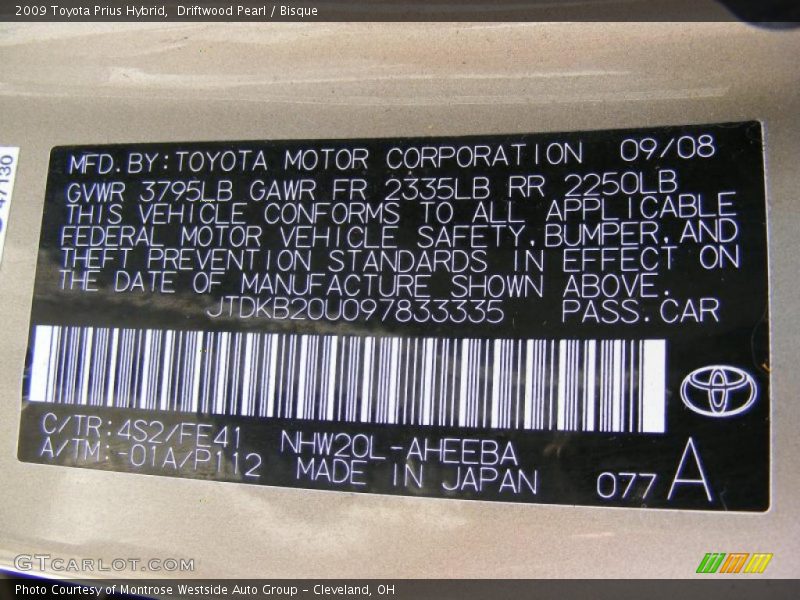 2009 Toyota Prius Hybrid, Driftwood Pearl / Bisque
47130
MFD.BY:TOYOTA MOTOR CORPORATION 09/08
GVWR 3795LB GAWR FR 2335LB RR 2250LB
THIS VEHICLE CONFORMS TO ALL APPLICABLE
FEDERAL MOTOR VEHICLE SAFETY,BUMPER,AND
THEFT PREVENTION STANDARDS IN EFFECT ON
THE DATE OF MANUFACTURE SHOWN ABOVE.
JTDKB20U097833335 PASS.CAR
C/TR:4S2/FE41 NHW20L-AHEEBA
A/TM:-01A/P112 MADE IN JAPAN 077 A
GTCARLOT.COM
Photo Courtesy of Montrose Westside Auto Group - Cleveland, OH